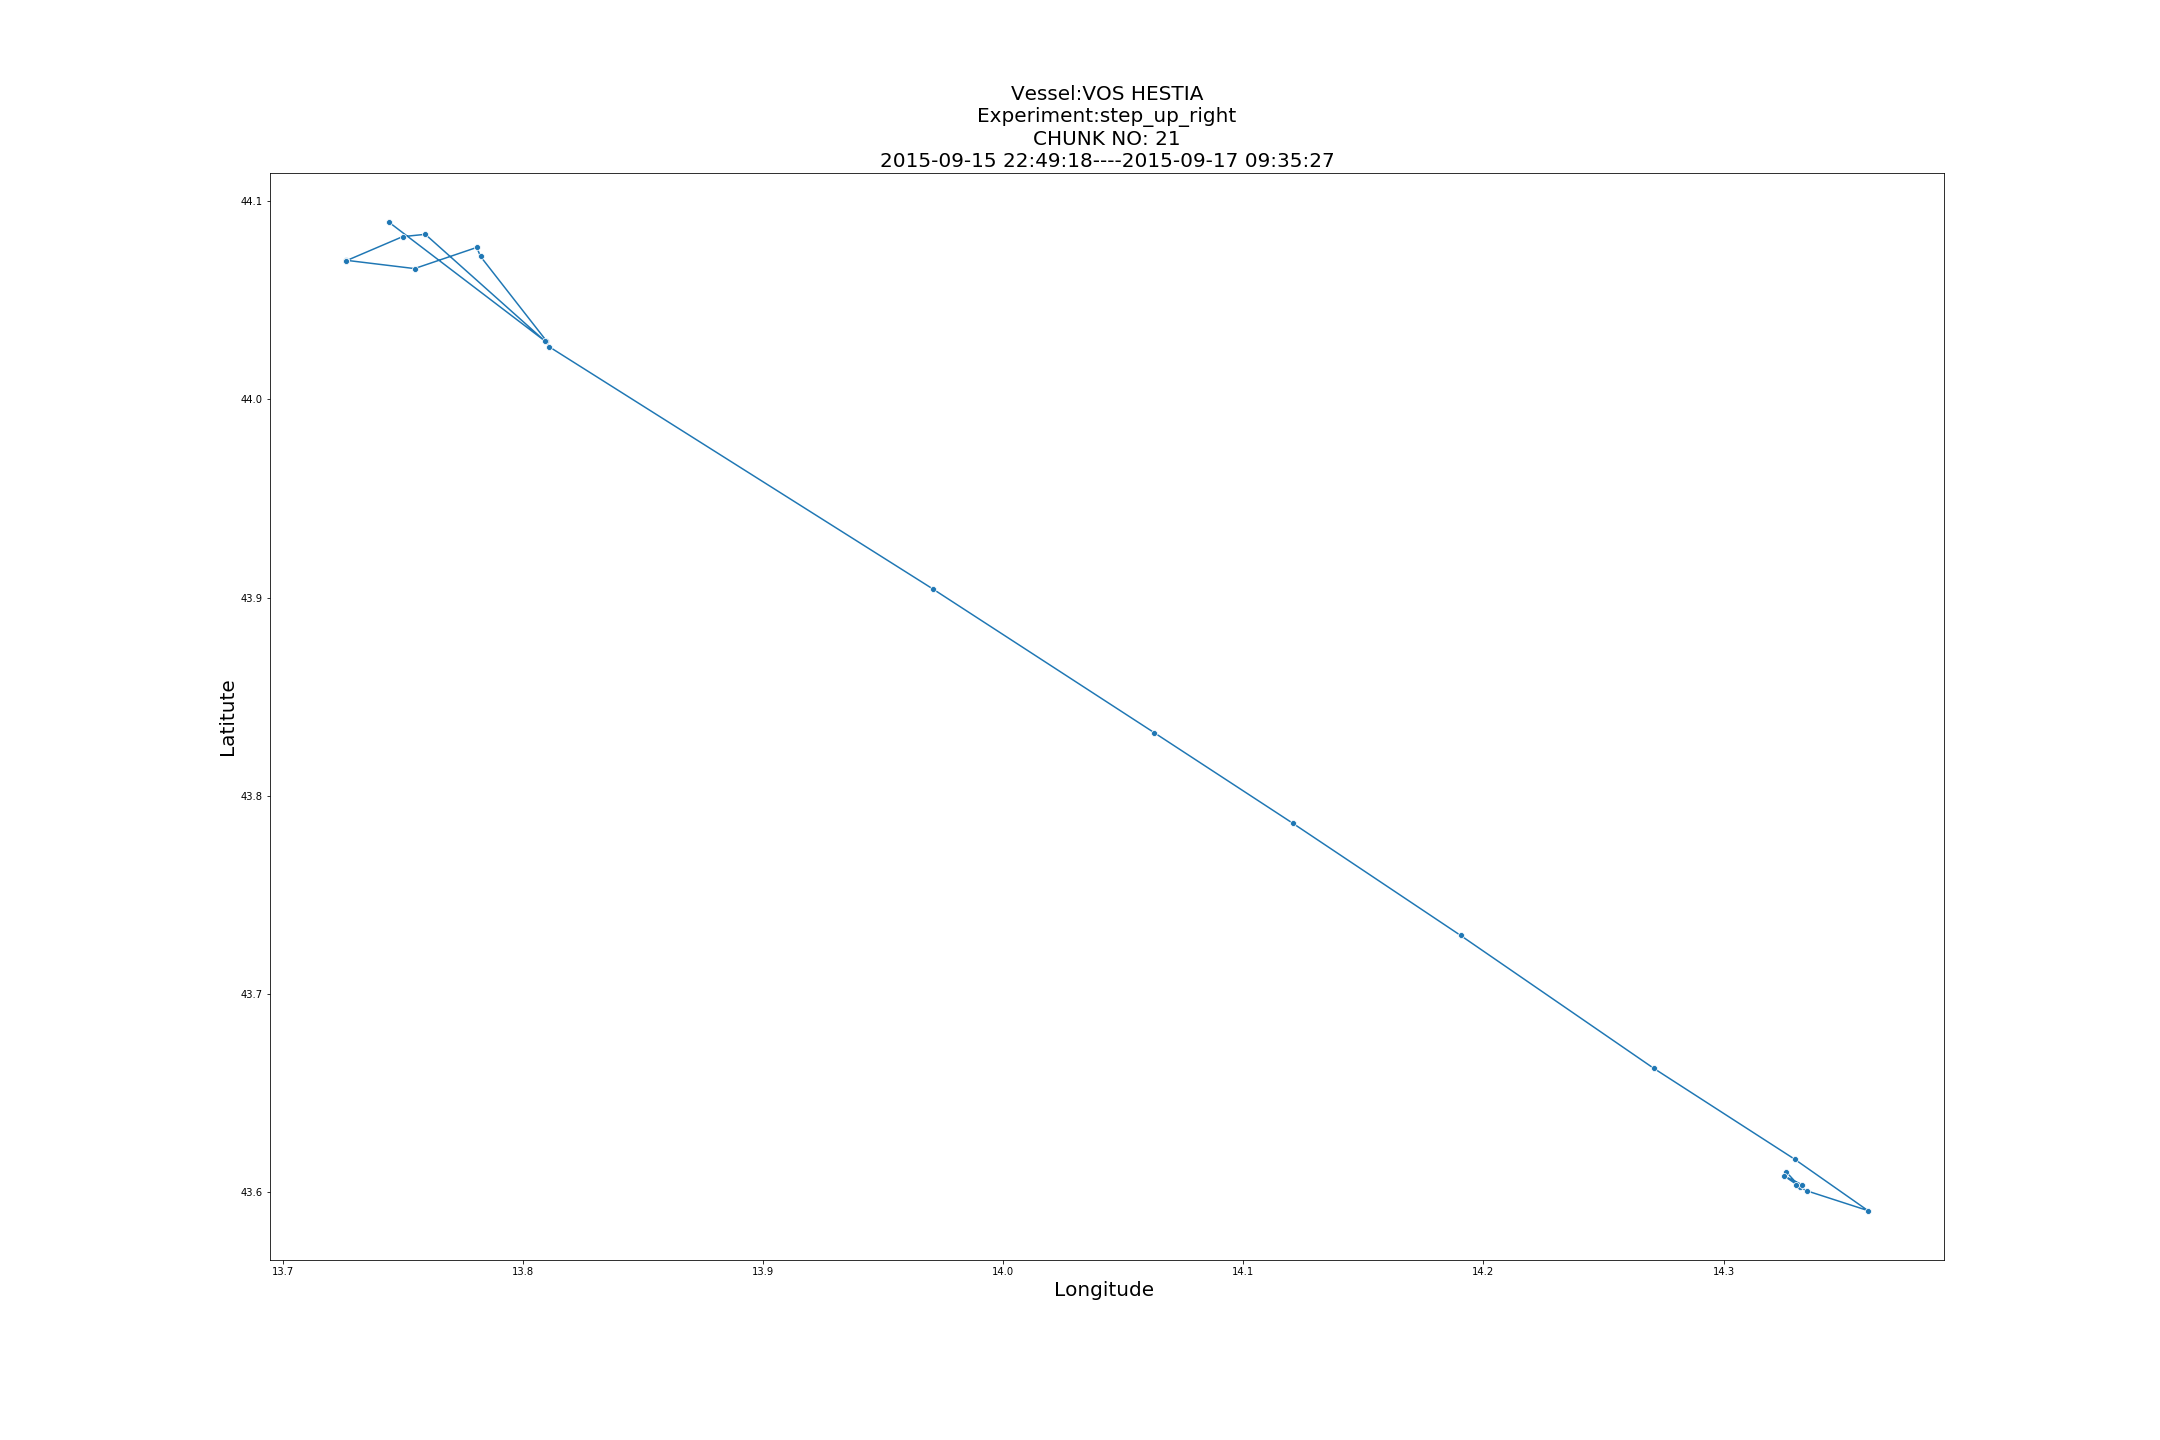 Vessel:VOS HESTIA
Experiment:step_up_right
CHUNK NO: 21
2015-09-15 22:49:18----2015-09-17 09:35:27
44.1
44.0
43.9
43.8
43.7
43.6
Latitute
13.7
13.8
13.9
14.0
14.1
14.2
14.3
Longitude